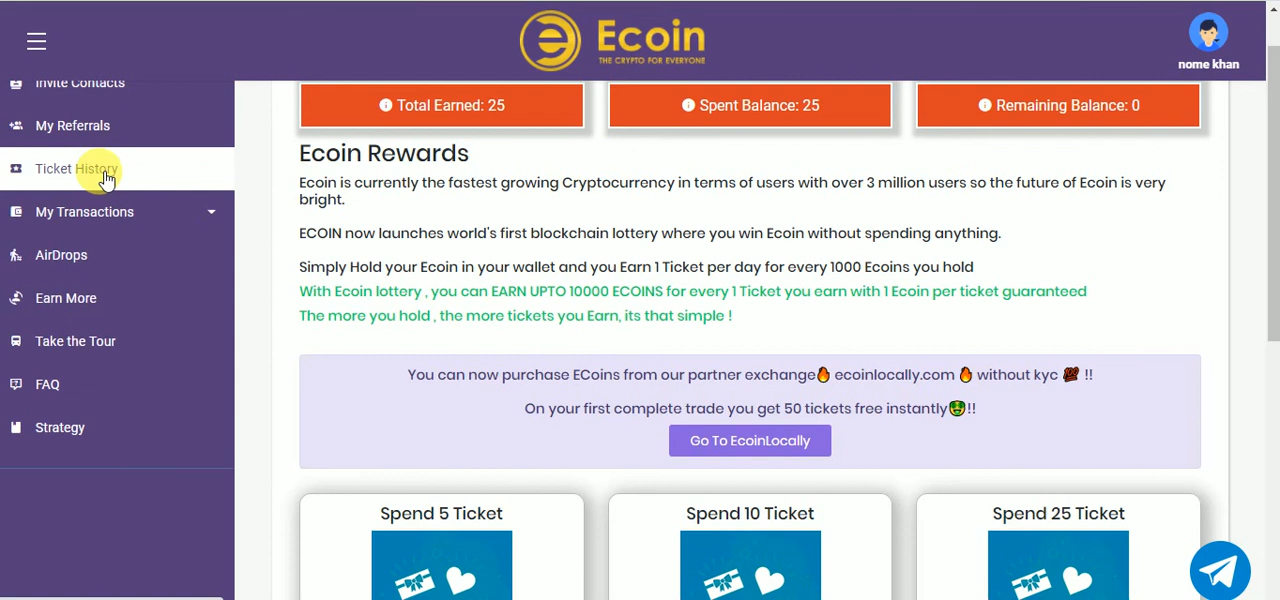 Ecoin
THE CRYPTO FOR EVERYONE
nome khan
Invite Contacts
My Referrals
Ticket History
My Transactions
AirDrops
Earn More
Take the Tour
FAQ
Strategy
Total Earned: 25
Spent Balance: 25
Remaining Balance: 0
Ecoin Rewards
Ecoin is currently the fastest growing Cryptocurrency in terms of users with over 3 million users so the future of Ecoin is very
bright.
ECOIN now launches world's first blockchain lottery where you win Ecoin without spending anything.
Simply Hold your Ecoin in your wallet and you Earn 1 Ticket per day for every 1000 Ecoins you hold
With Ecoin lottery , you can EARN UPTO 10000 ECOINS for every 1 Ticket you earn with 1 Ecoin per ticket guaranteed
The more you hold , the more tickets you Earn, its that simple !
You can now purchase ECoins from our partner exchange🔥 ecoinlocally.com 🔥 without kyc 💯 !!
On your first complete trade you get 50 tickets free instantly🤑!!
Go To EcoinLocally
Spend 5 Ticket
Spend 10 Ticket
Spend 25 Ticket